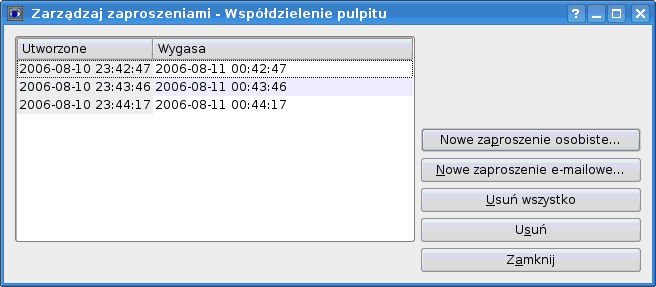 Zarządzaj zaproszeniami - Współdzielenie pulpitu
Utworzone Wygasa
2006-08-10 23:42:47 2006-08-11 00:42:47
2006-08-10 23:43:46 2006-08-11 00:43:46
2006-08-10 23:44:17 2006-08-11 00:44:17
Nowe zaproszenie osobiste...
Nowe zaproszenie e-mailowe...
Usuń wszystko
Usuń
Zamknij